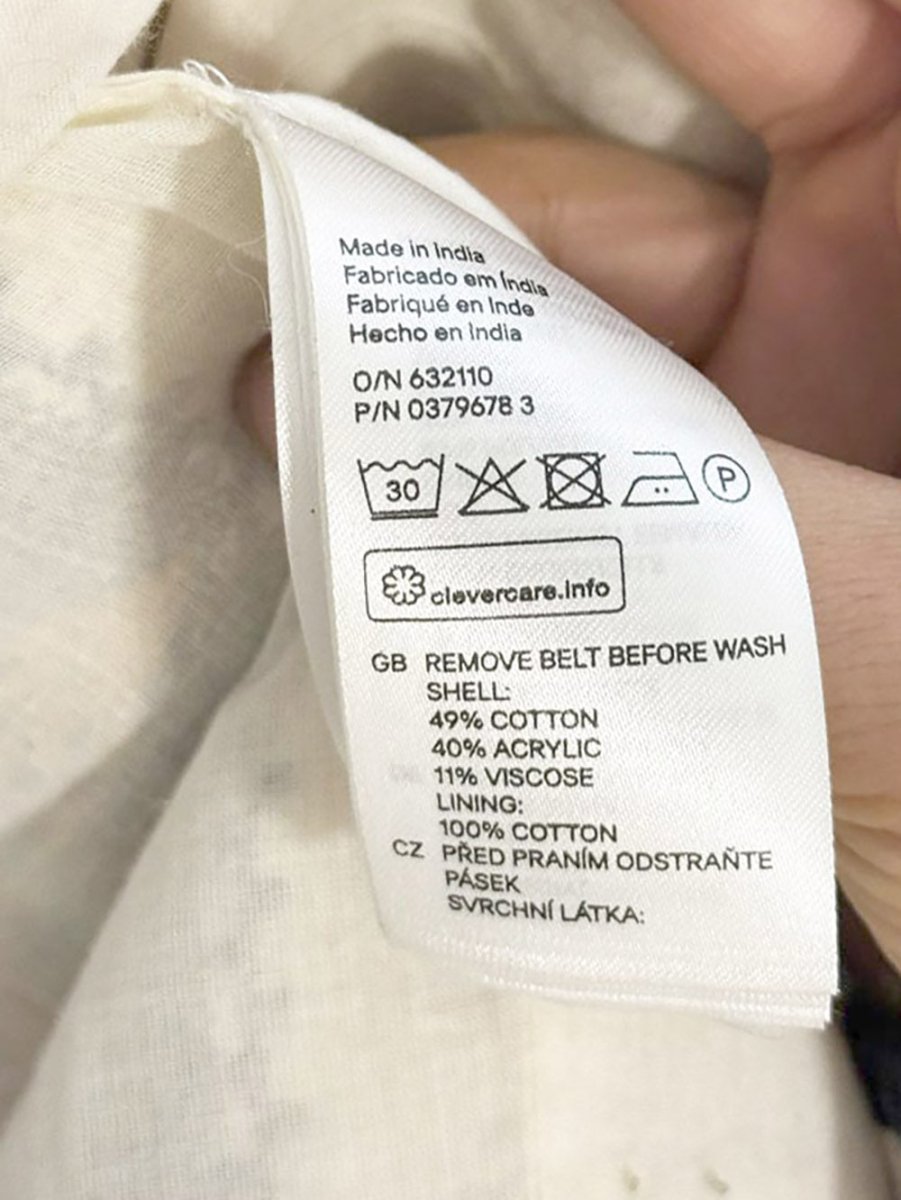 Made in India
Fabricado em Índia
Fabriqué en Inde
Hecho en India
O/N 632110
P/N 0379678 3
30 P
clevercare.info
GB REMOVE BELT BEFORE WASH
SHELL:
49% COTTON
40% ACRYLIC
11% VISCOSE
LINING:
100% COTTON
CZ PŘED PRANÍM ODSTRAŇTE
PÁSEK
SVRCHNÍ LÁTKA: